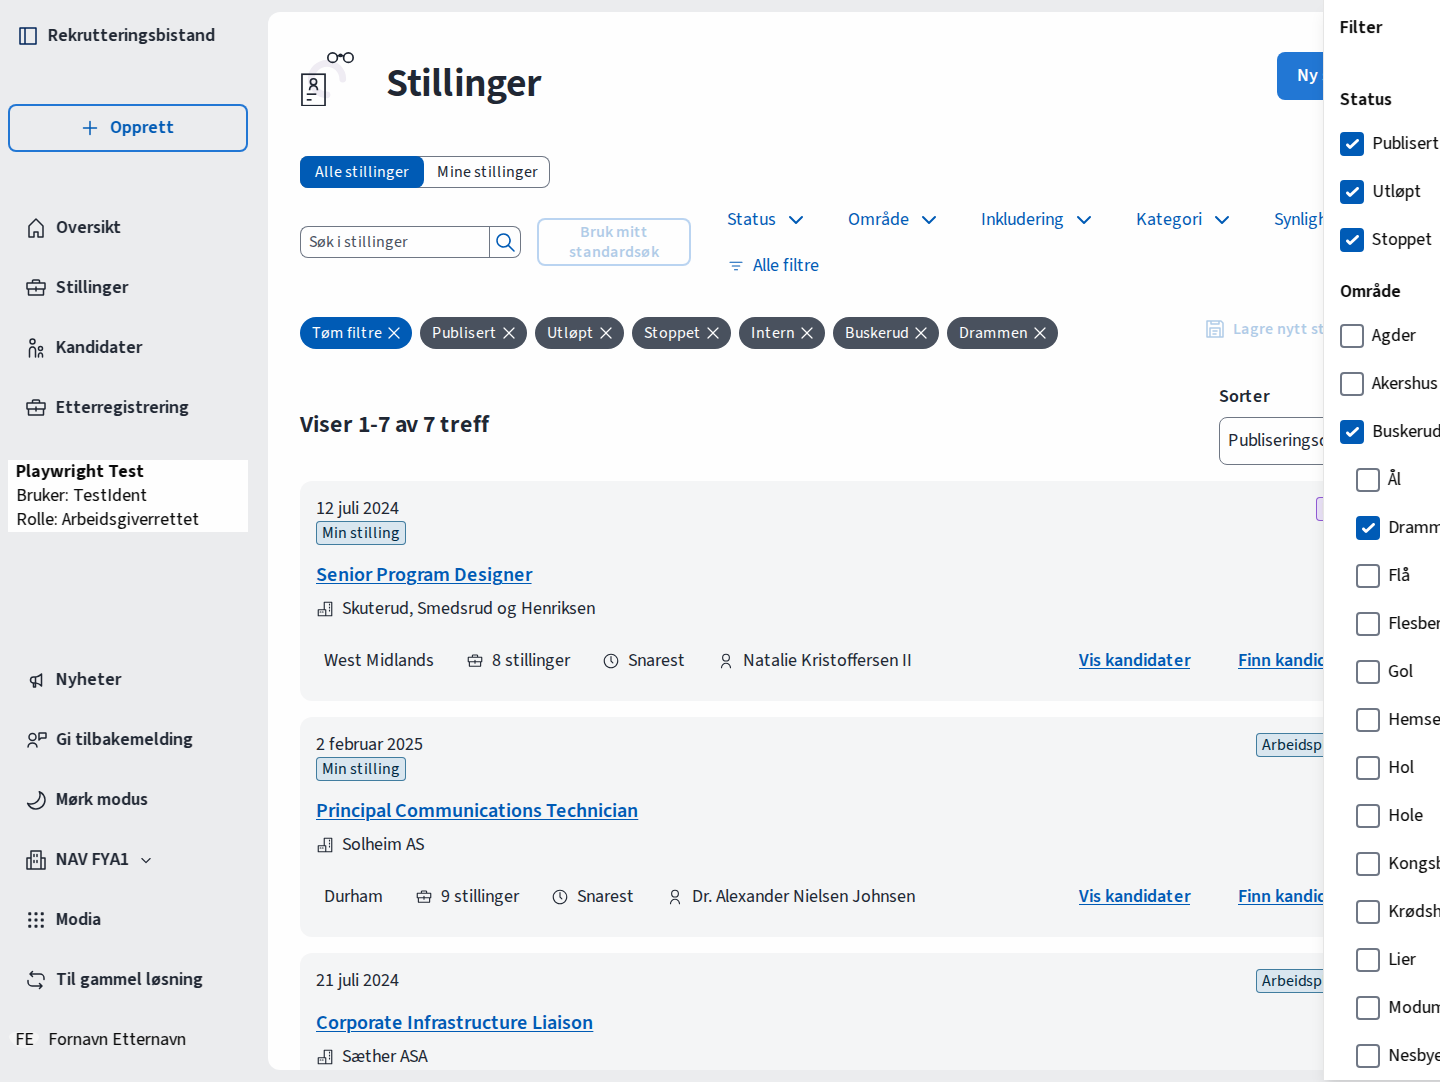 Rekrutteringsbistand
Opprett
Oversikt
Stillinger
Kandidater
Etterregistrering
Playwright Test
Bruker: TestIdent
Rolle: Arbeidsgiverrettet
Nyheter
Gi tilbakemelding
Mørk modus
NAV FYA1
Modia
Til gammel løsning
FE Fornavn Etternavn
Stillinger
Ny
Alle stillinger Mine stillinger
Søk i stillinger
Bruk mitt
standardsøk
Status Område Inkludering Kategori Synligh
Alle filtre
Tøm filtre Publisert Utløpt Stoppet Intern Buskerud Drammen
Lagre nytt st
Viser 1-7 av 7 treff
Sorter
Publiserings
12 juli 2024
Min stilling
Senior Program Designer
Skuterud, Smedsrud og Henriksen
West Midlands 8 stillinger Snarest Natalie Kristoffersen II Vis kandidater Finn kandid
2 februar 2025
Arbeidsp
Min stilling
Principal Communications Technician
Solheim AS
Durham 9 stillinger Snarest Dr. Alexander Nielsen Johnsen Vis kandidater Finn kandid
21 juli 2024
Arbeidsp
Corporate Infrastructure Liaison
Sæther ASA
Filter
Status
Publisert
Utløpt
Stoppet
Område
Agder
Akershus
Buskerud
Ål
Dramm
Flå
Flesber
Gol
Hemse
Hol
Hole
Kongsb
Krødsh
Lier
Modum
Nesbye